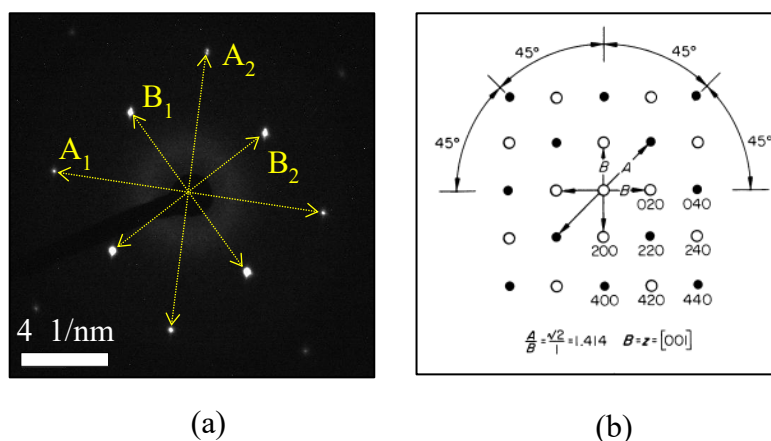 A₂
B₁
A₁
B₂
4 1/nm
(a)
45°
45°
45°
45°
B
A
B
020 040
200 220 240
400 420 440
A/B = √2/1 = 1.414 B = z = [001]
(b)